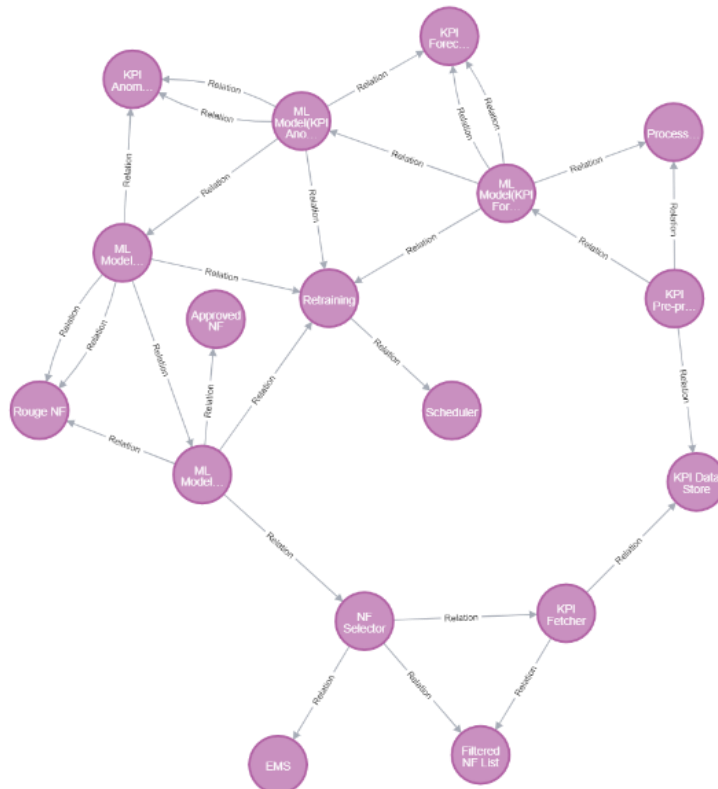 KPI
Forec...
KPI
Anom...
Relation
Relation
Relation
ML
Model(KPI
Ano...
Process...
Relation
Relation
Relation
Relation
Relation
ML
Model(KPI
For...
Relation
Relation
Relation
Relation
Relation
Relation
ML
Model...
Relation
KPI
Pre-pr...
Retraining
Approved
NF
Relation
Relation
Relation
Relation
Relation
Relation
Relation
Rouge NF
Scheduler
Relation
ML
Model...
KPI Data
Store
Relation
Relation
NF
Selector
Relation
KPI
Fetcher
Relation
Relation
Relation
EMS
Filtered
NF List